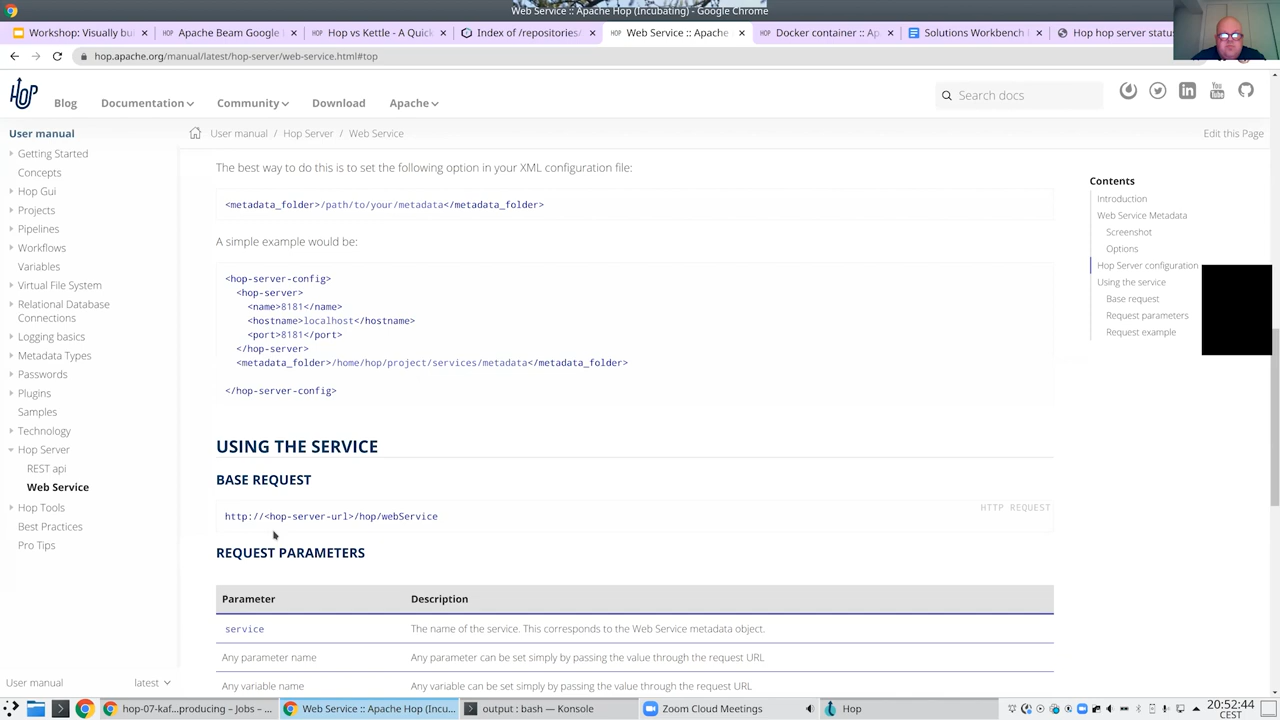 Web Service :: Apache Hop (Incubating) - Google Chrome
Workshop: Visually bu
Apache Beam Google
Hop vs Kettle - A Quick
Index of /repositories/
Web Service :: Apache
Docker container :: Ap
Solutions Workbench
Hop hop server status
hop.apache.org/manual/latest/hop-server/web-service.html#top
HOP
Blog
Documentation
Community
Download
Apache
Search docs
You
Tube
User manual
User manual / Hop Server / Web Service
Edit this Page
Getting Started
Concepts
Hop Gui
Projects
Pipelines
Workflows
Variables
Virtual File System
Relational Database
Connections
Logging basics
Metadata Types
Passwords
Plugins
Samples
Technology
Hop Server
REST api
Web Service
Hop Tools
Best Practices
Pro Tips
User manual
latest
The best way to do this is to set the following option in your XML configuration file:
<metadata_folder>/path/to/your/metadata</metadata_folder>
A simple example would be:
<hop-server-config>
<hop-server>
<name>8181</name>
<hostname>localhost</hostname>
<port>8181</port>
</hop-server>
<metadata_folder>/home/hop/project/services/metadata</metadata_folder>
</hop-server-config>
USING THE SERVICE
BASE REQUEST
HTTP REQUEST
http://<hop-server-url>/hop/webService
REQUEST PARAMETERS
Parameter Description
service The name of the service. This corresponds to the Web Service metadata object.
Any parameter name Any parameter can be set simply by passing the value through the request URL
Any variable name Any variable can be set simply by passing the value through the request URL
Contents
Introduction
Web Service Metadata
Screenshot
Options
Hop Server configuration
Using the service
Base request
Request parameters
Request example
hop-07-kaf...producing – Jobs – ...
Web Service :: Apache Hop (Incu...
output : bash — Konsole
Zoom Cloud Meetings
Hop
20:52:44
CEST